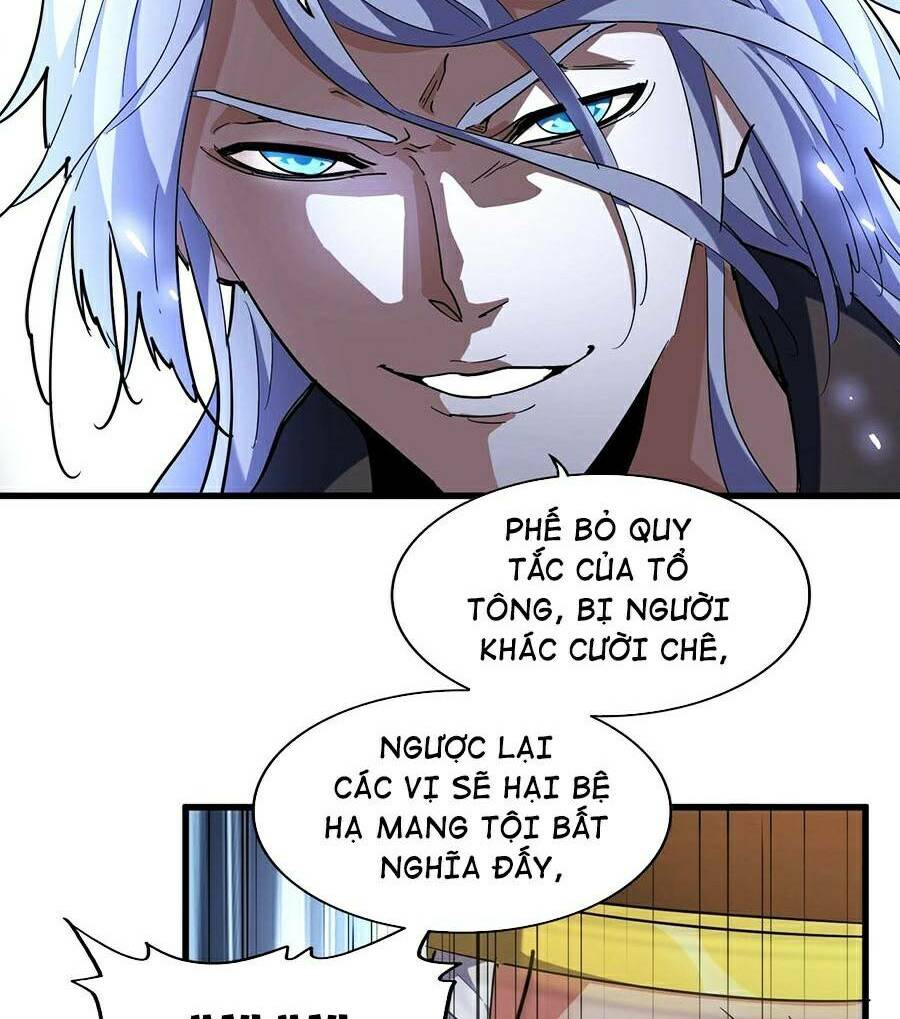 PHẾ BỎ QUY
TẮC CỦA TỔ
TÔNG, BỊ NGƯỜI
KHÁC CƯỜI CHÊ,
NGƯỢC LẠI
CÁC VỊ SẼ HẠI BỆ
HẠ MANG TỘI BẤT
NGHĨA ĐẤY,